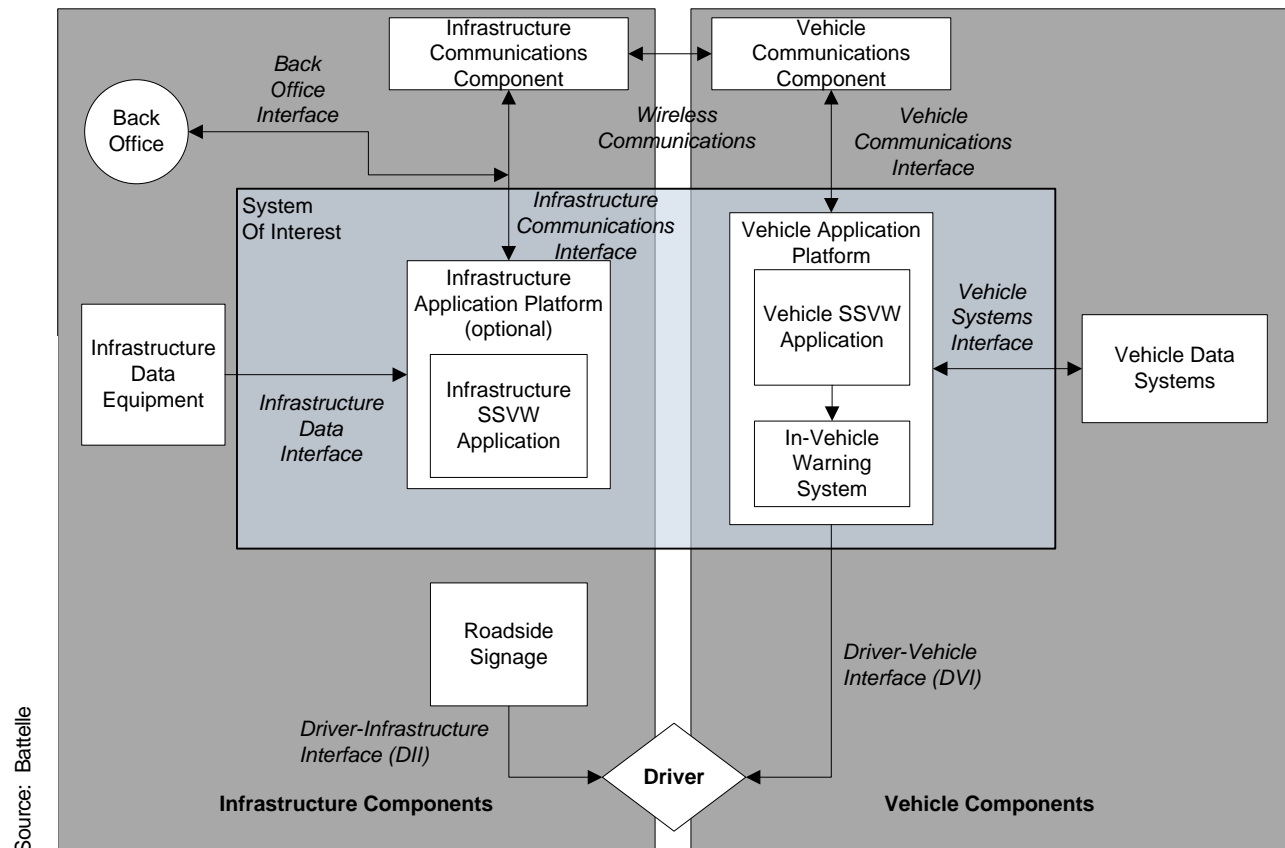 Infrastructure
Communications
Component
Vehicle
Communications
Component
Back
Office
Interface
Back
Office
Wireless
Communications
Vehicle
Communications
Interface
System
Of Interest
Infrastructure
Communications
Interface
Vehicle Application
Platform
Infrastructure
Application Platform
(optional)
Vehicle SSVW
Application
Vehicle
Systems
Interface
Infrastructure
Data
Equipment
Vehicle Data
Systems
Infrastructure
SSVW
Application
Infrastructure
Data
Interface
In-Vehicle
Warning
System
Roadside
Signage
Driver-Vehicle
Interface (DVI)
Driver-Infrastructure
Interface (DII)
Driver
Infrastructure Components
Vehicle Components
Source: Battelle